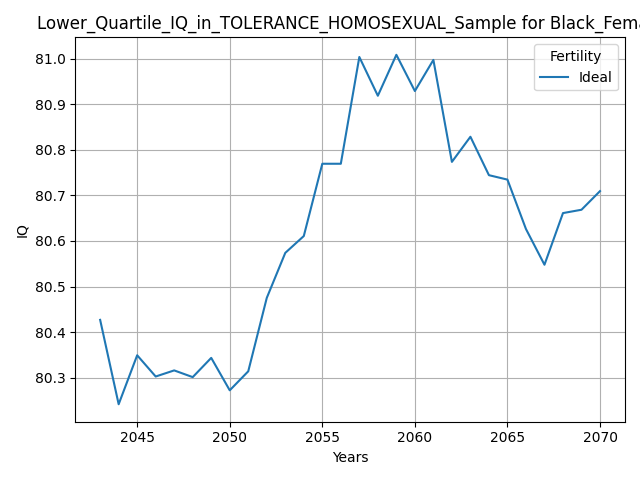 Lower_Quartile_IQ_in_TOLERANCE_HOMOSEXUAL_Sample for Black_Fema
Fertility
Ideal
81.0
80.9
80.8
80.7
80.6
80.5
80.4
80.3
IQ
2045 2050 2055 2060 2065 2070
Years